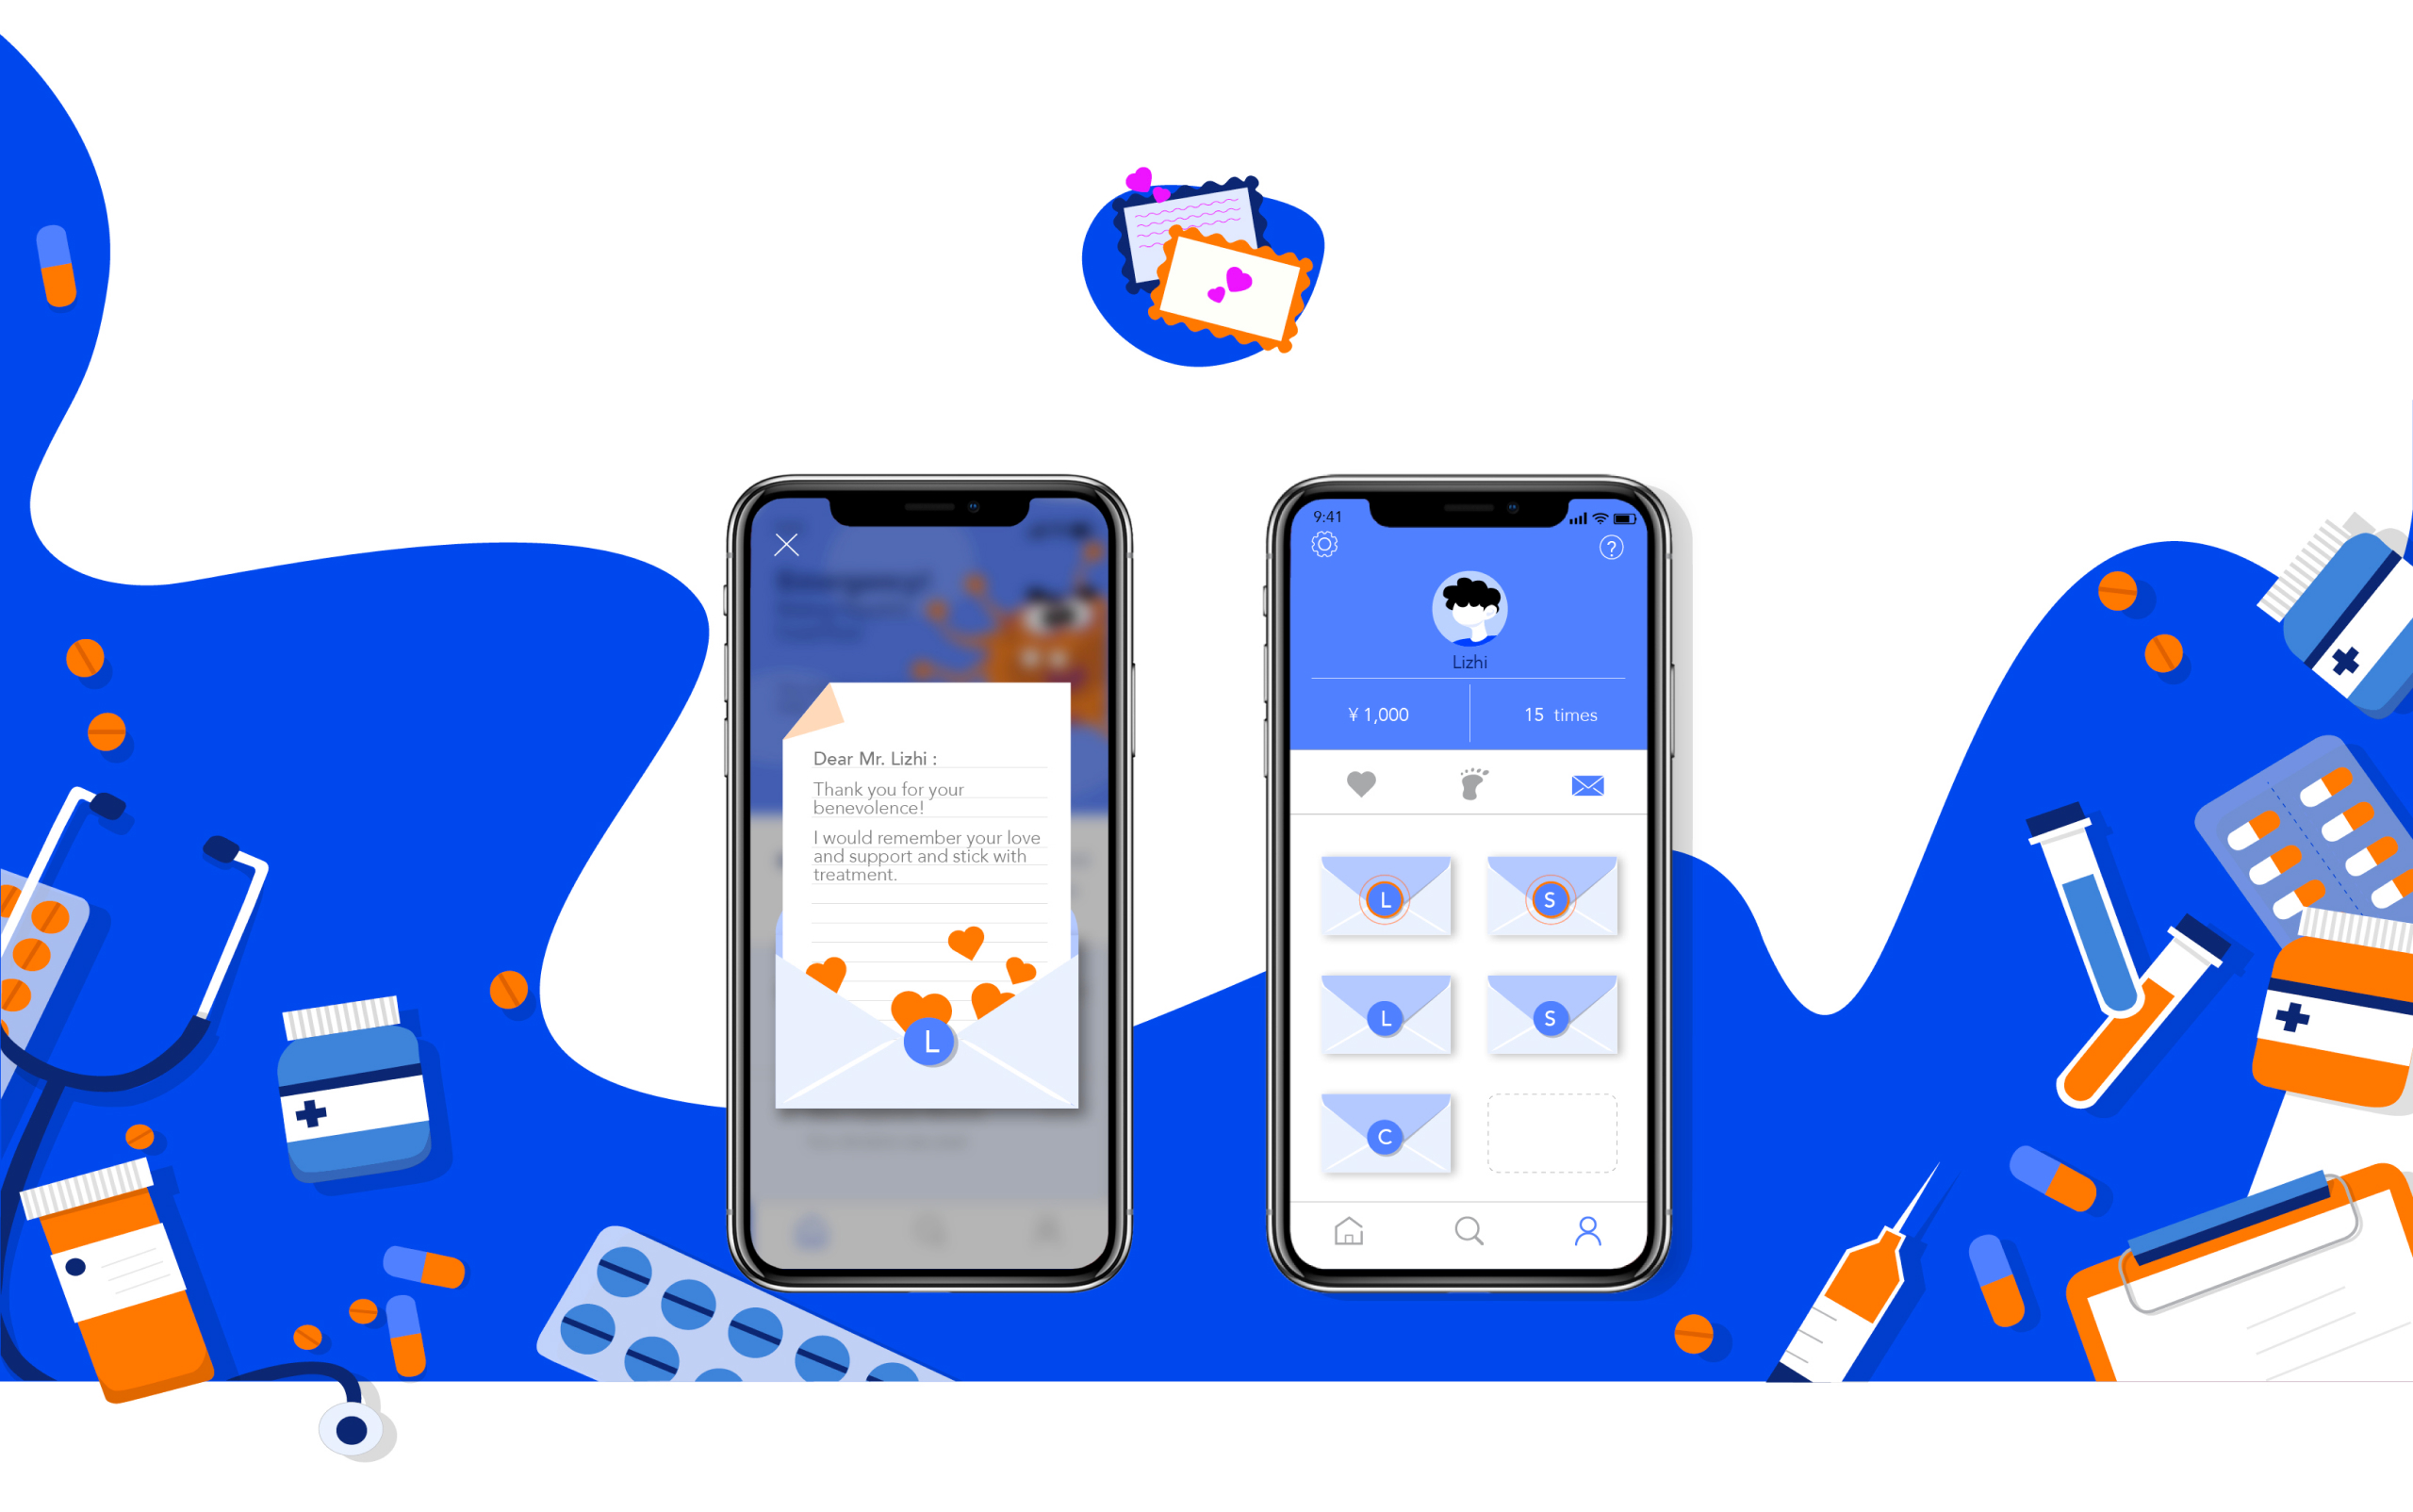 Emergency!
Dear Mr. Lizhi :
Thank you for your
benevolence!
I would remember your love
and support and stick with
treatment.
L
9:41
?
Lizhi
¥ 1,000
15 times
L
S
L
S
C